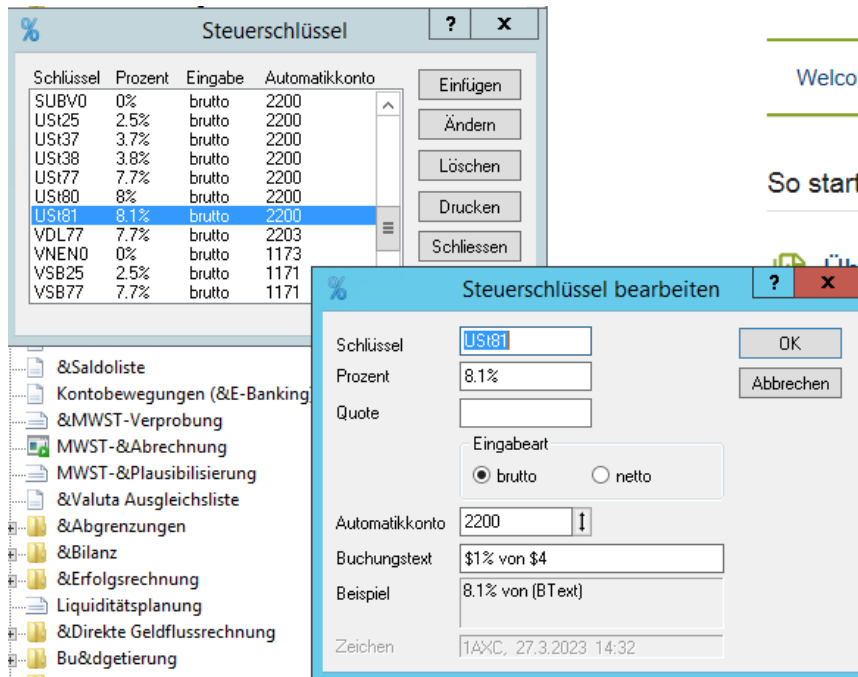 Steuerschlüssel
? x
Schlüssel Prozent Eingabe Automatikkonto
SUBV0 0% brutto 2200
USt25 2.5% brutto 2200
USt37 3.7% brutto 2200
USt38 3.8% brutto 2200
USt77 7.7% brutto 2200
USt80 8% brutto 2200
USt81 8.1% brutto 2200
VDL77 7.7% brutto 2203
VNEN0 0% brutto 1173
VSB25 2.5% brutto 1171
VSB77 7.7% brutto 1171
Einfügen
Ändern
Löschen
Drucken
Schliessen
Welco
So start
Üb
&Saldoliste
Kontobewegungen (&E-Banking)
&MWST-Verprobung
MWST-&Abrechnung
MWST-&Plausibilisierung
&Valuta Ausgleichsliste
&Abgrenzungen
&Bilanz
&Erfolgsrechnung
Liquiditätsplanung
&Direkte Geldflussrechnung
Bu&dgetierung
Steuerschlüssel bearbeiten
? x
Schlüssel USt81
Prozent 8.1%
Quote
Eingabeart
brutto netto
Automatikkonto 2200
Buchungstext $1% von $4
Beispiel 8.1% von (BText)
Zeichen 1AXC, 27.3.2023 14:32
OK
Abbrechen